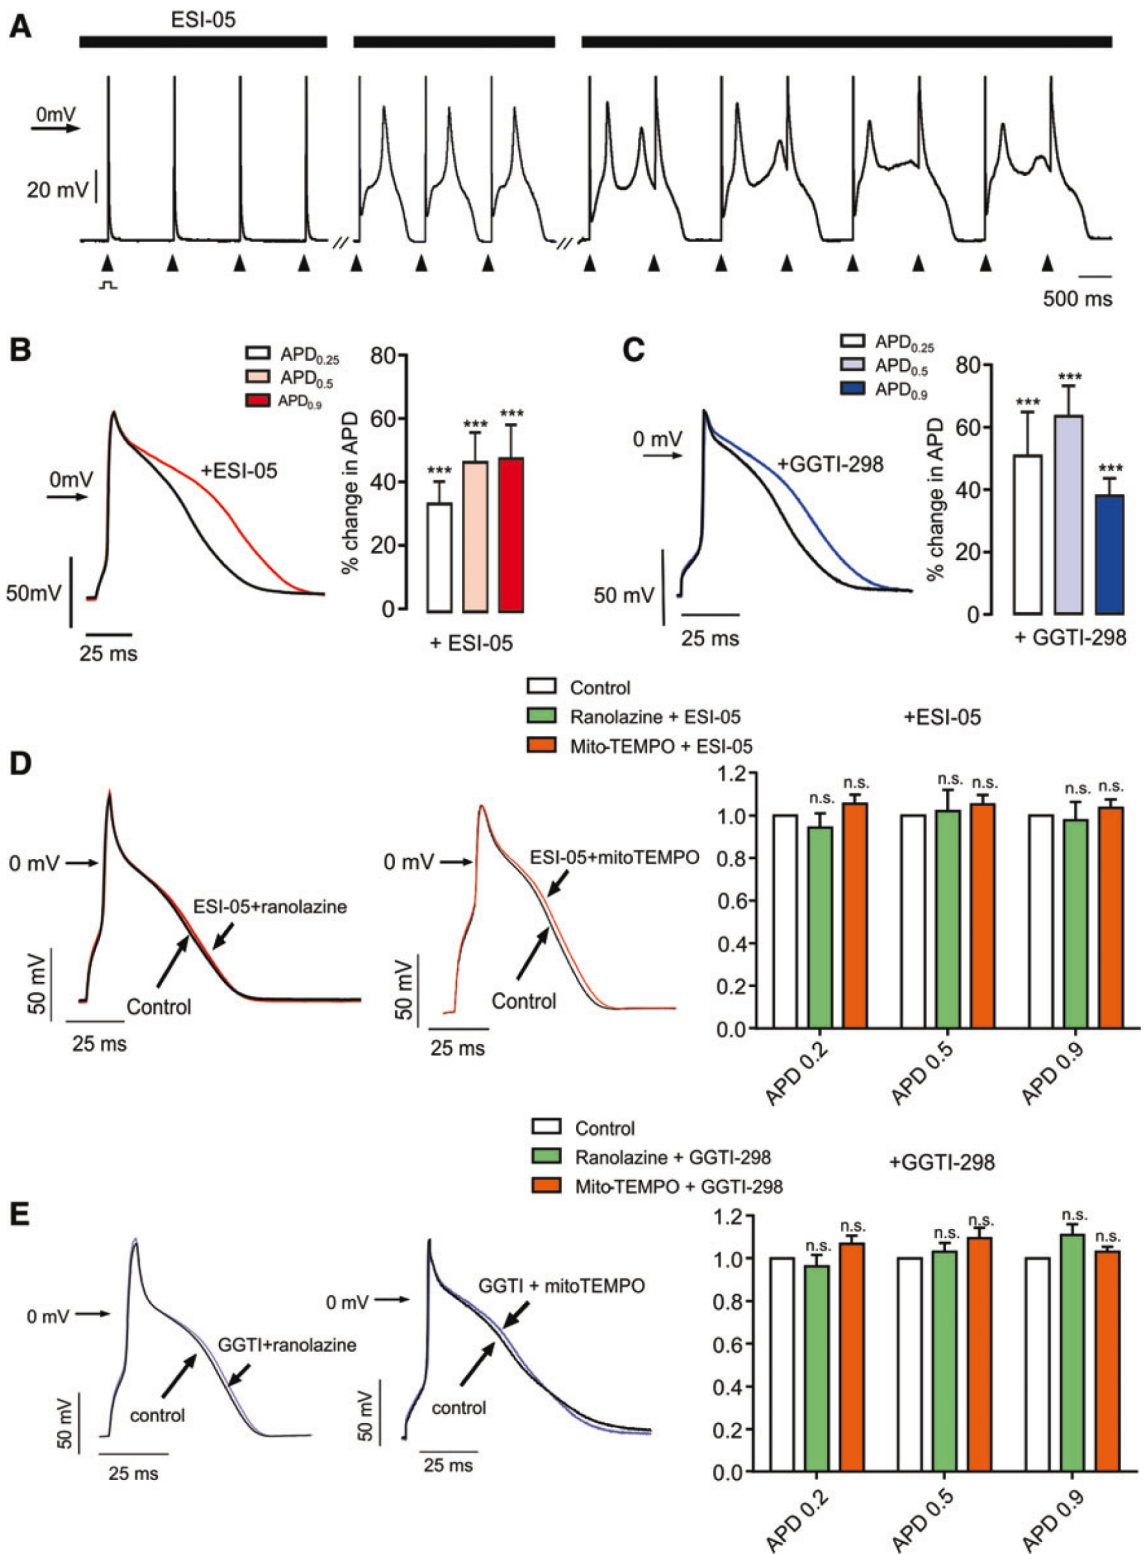 A
ESI-05
0mV
20 mV
500 ms
B
APD0.25
APD0.5
APD0.9
0mV
+ESI-05
50mV
25 ms
% change in APD
80
60
40
20
0
***
***
***
+ ESI-05
C
APD0.25
APD0.5
APD0.9
0 mV
+GGTI-298
50 mV
25 ms
% change in APD
80
60
40
20
0
***
***
***
+ GGTI-298
Control
Ranolazine + ESI-05
Mito-TEMPO + ESI-05
+ESI-05
D
0 mV
ESI-05+ranolazine
Control
50 mV
25 ms
0 mV
ESI-05+mitoTEMPO
Control
50 mV
25 ms
1.2
1.0
0.8
0.6
0.4
0.2
0.0
n.s.
n.s.
n.s.
n.s.
n.s.
n.s.
APD 0.2
APD 0.5
APD 0.9
Control
Ranolazine + GGTI-298
Mito-TEMPO + GGTI-298
+GGTI-298
E
0 mV
GGTI+ranolazine
control
50 mV
25 ms
0 mV
GGTI + mitoTEMPO
control
50 mV
25 ms
1.2
1.0
0.8
0.6
0.4
0.2
0.0
n.s.
n.s.
n.s.
n.s.
n.s.
n.s.
APD 0.2
APD 0.5
APD 0.9